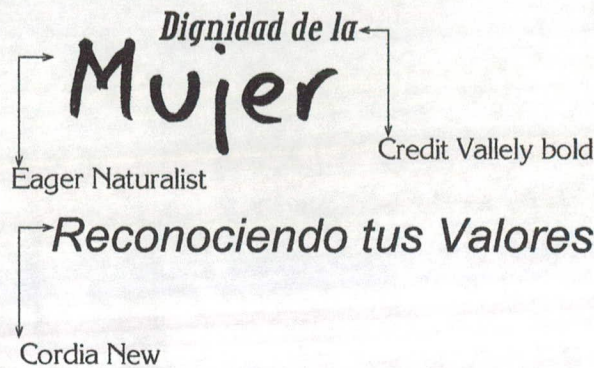 Dignidad de la
Mujer
Credit Vallely bold
Eager Naturalist
Reconociendo tus Valores
Cordia New